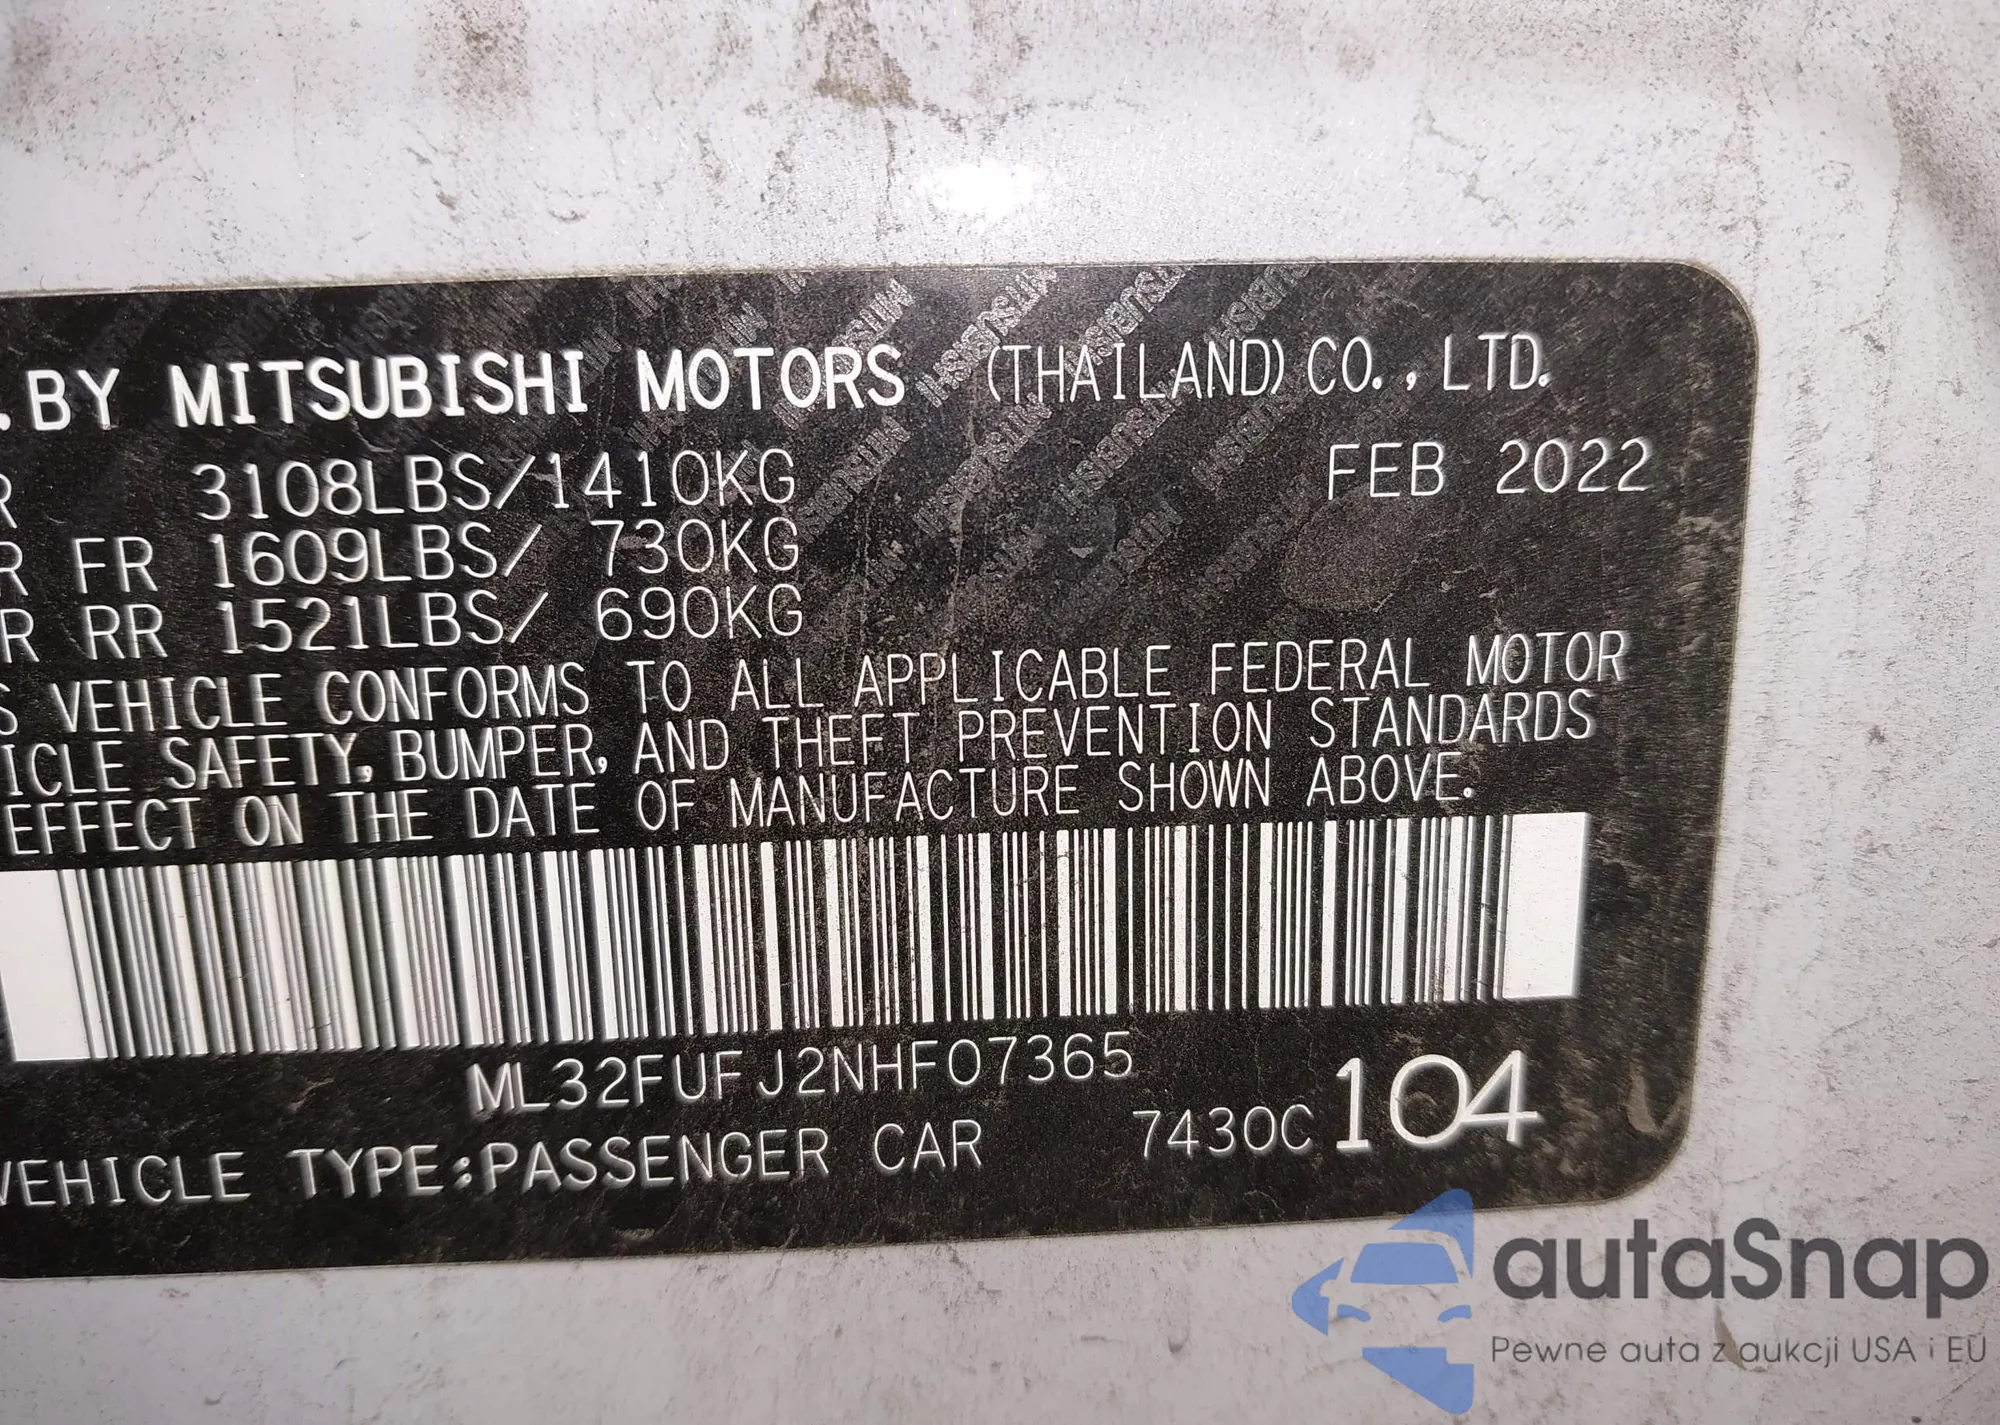 .BY MITSUBISHI MOTORS (THAILAND) CO., LTD.
R 3108LBS/1410KG FEB 2022
R FR 1609LBS/ 730KG
R RR 1521LBS/ 690KG
S VEHICLE CONFORMS TO ALL APPLICABLE FEDERAL MOTOR
ICLE SAFETY, BUMPER, AND THEFT PREVENTION STANDARDS
EFFECT ON THE DATE OF MANUFACTURE SHOWN ABOVE.
ML32FUFJ2NHF07365
VEHICLE TYPE:PASSENGER CAR 7430C 104
autaSnap
Pewne auta z aukcji USA i EU